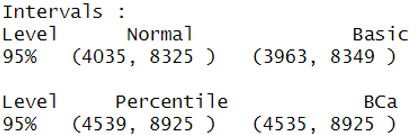 Intervals :
Level      Normal              Basic
95%   (4035, 8325 )   (3963, 8349 )
Level     Percentile            BCa
95%   (4539, 8925 )   (4535, 8925 )